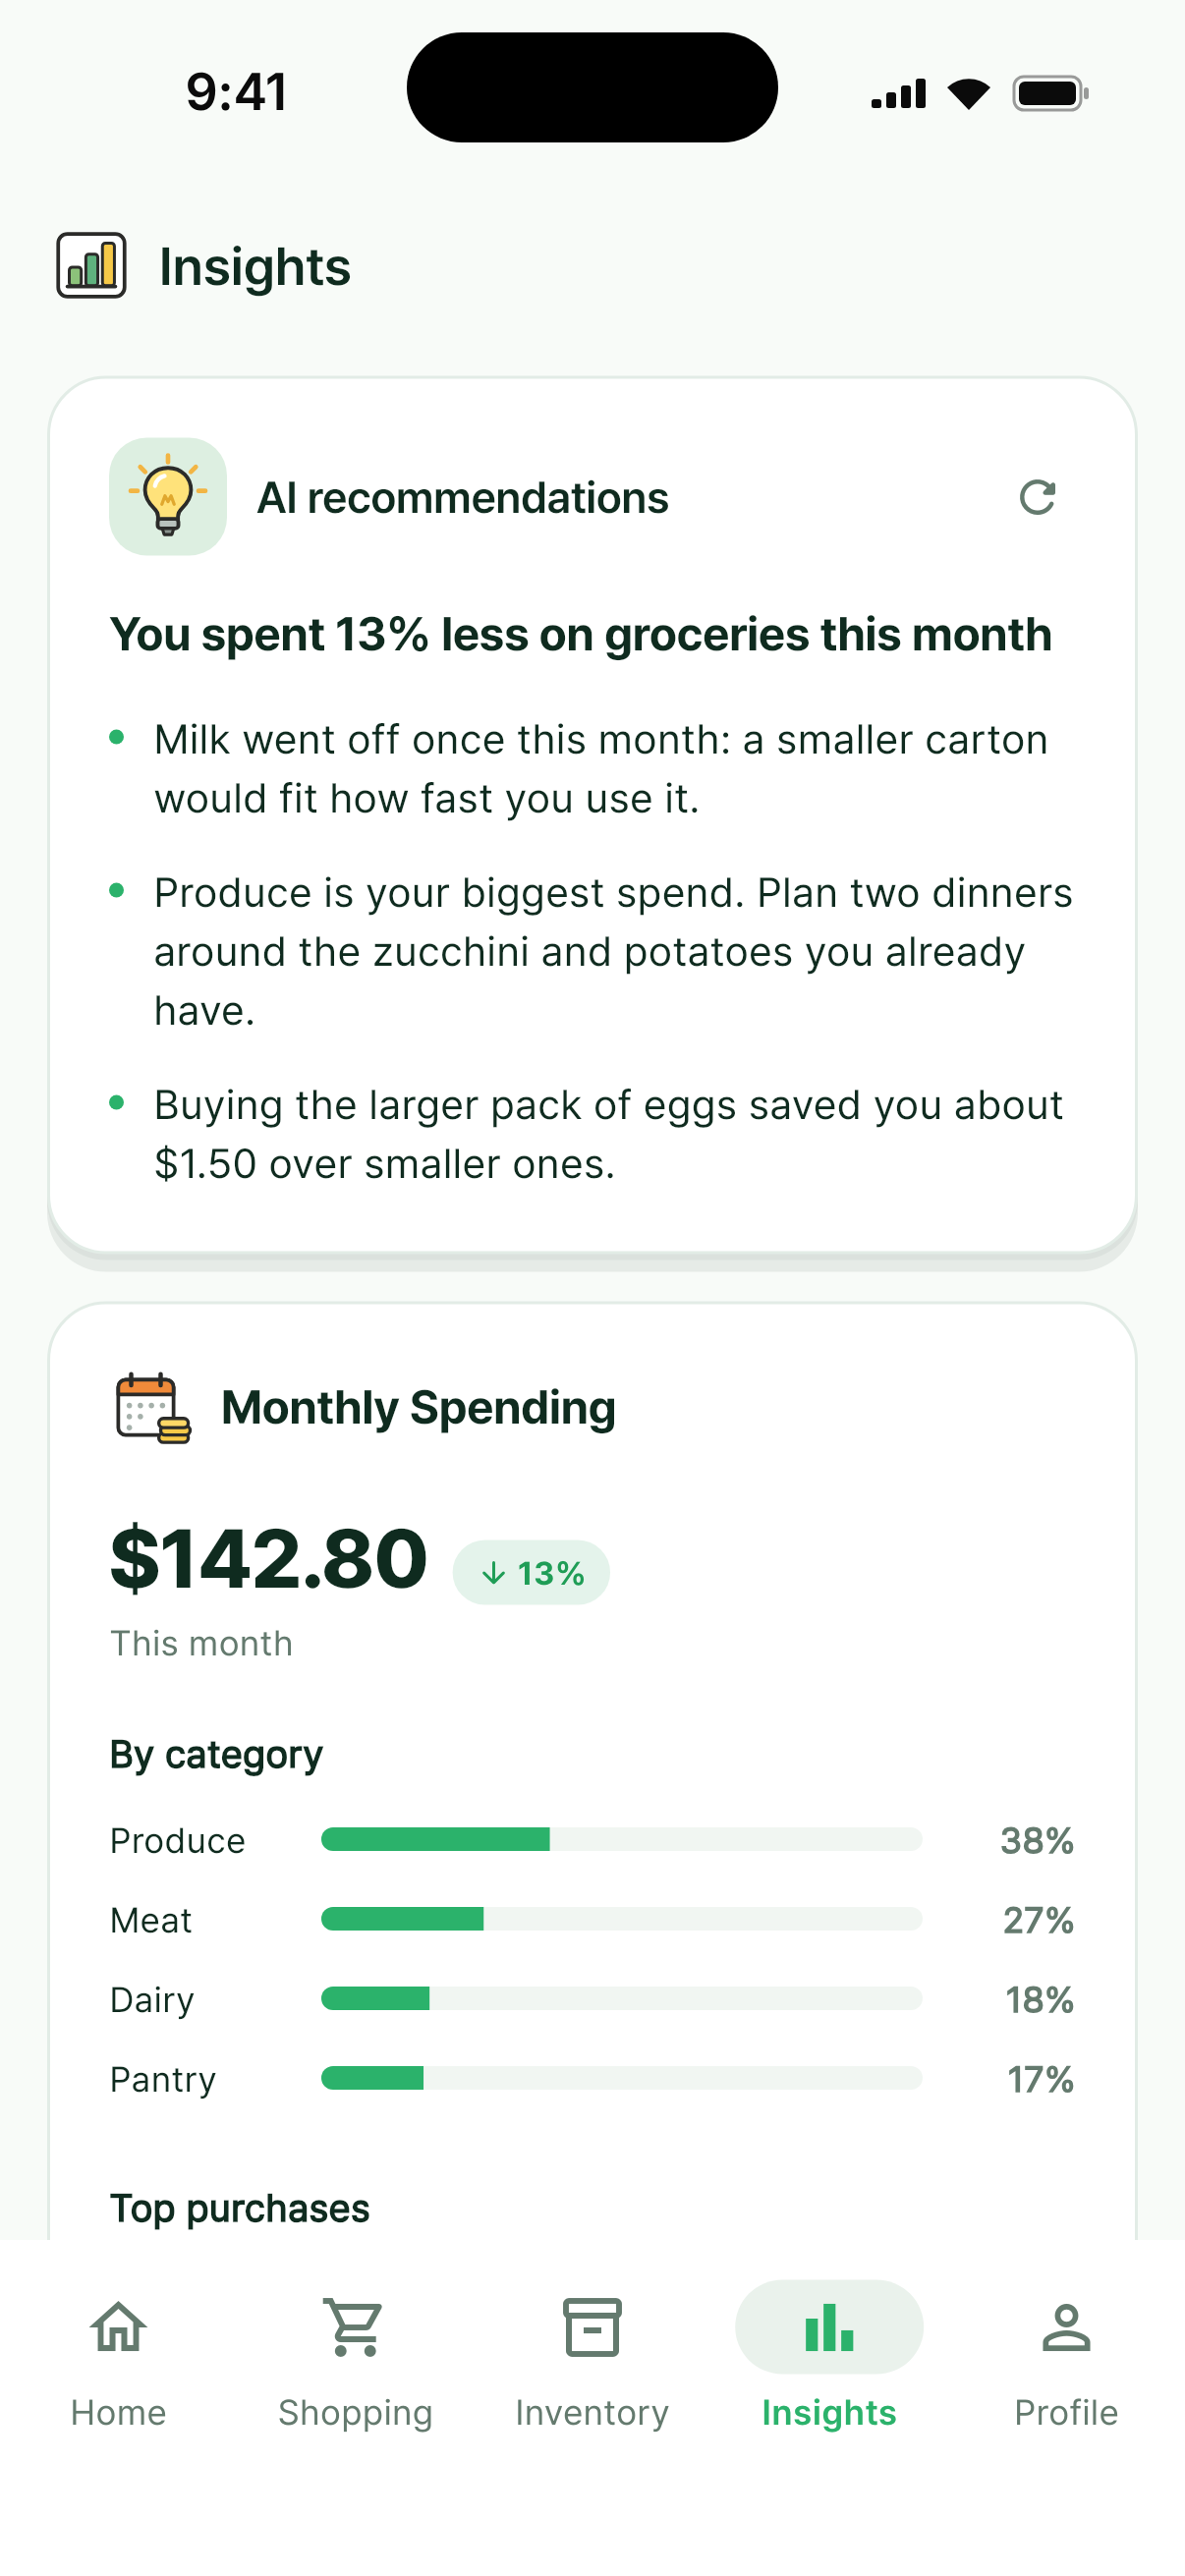 9:41
Insights
AI recommendations
You spent 13% less on groceries this month
Milk went off once this month: a smaller carton
would fit how fast you use it.
Produce is your biggest spend. Plan two dinners
around the zucchini and potatoes you already
have.
Buying the larger pack of eggs saved you about
$1.50 over smaller ones.
Monthly Spending
$142.80 ↓ 13%
This month
By category
Produce 38%
Meat 27%
Dairy 18%
Pantry 17%
Top purchases
Home Shopping Inventory Insights Profile